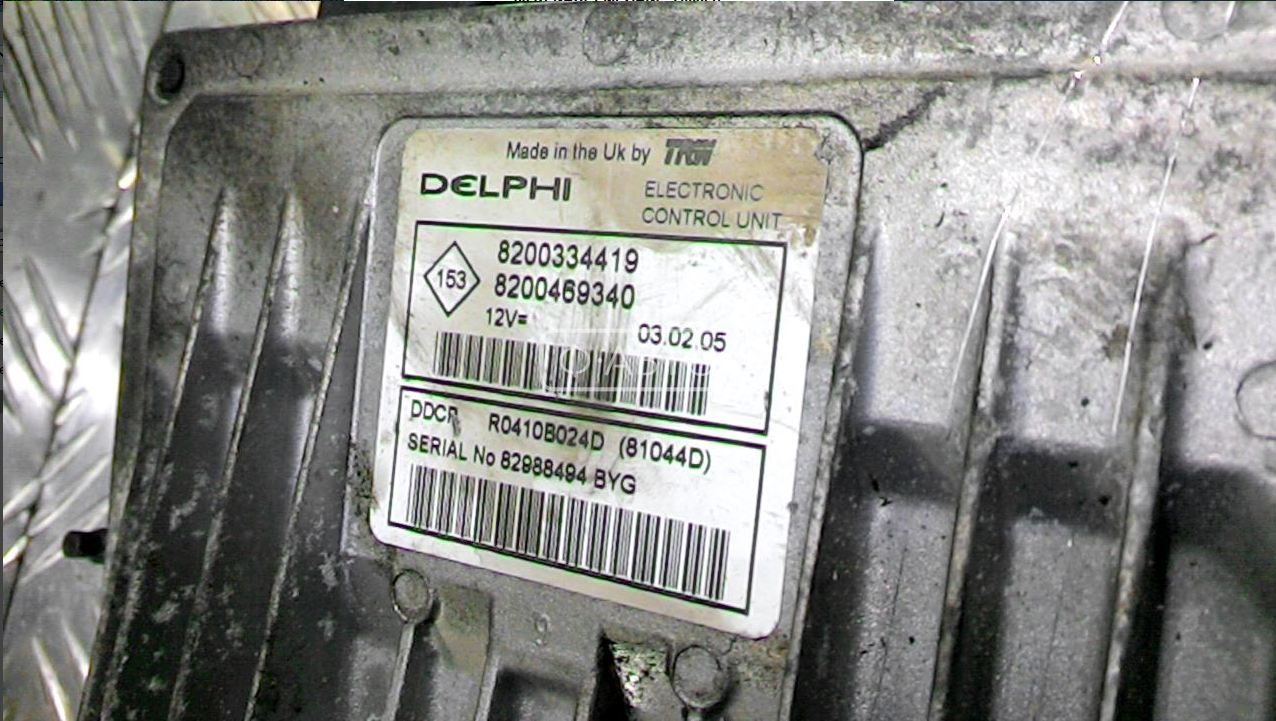 Made in the Uk by TRW
DELPHI
ELECTRONIC
CONTROL UNIT
153
8200334419
8200469340
12V=
03.02.05
DDCR R0410B024D (81044D)
SERIAL No 82988494 BYG